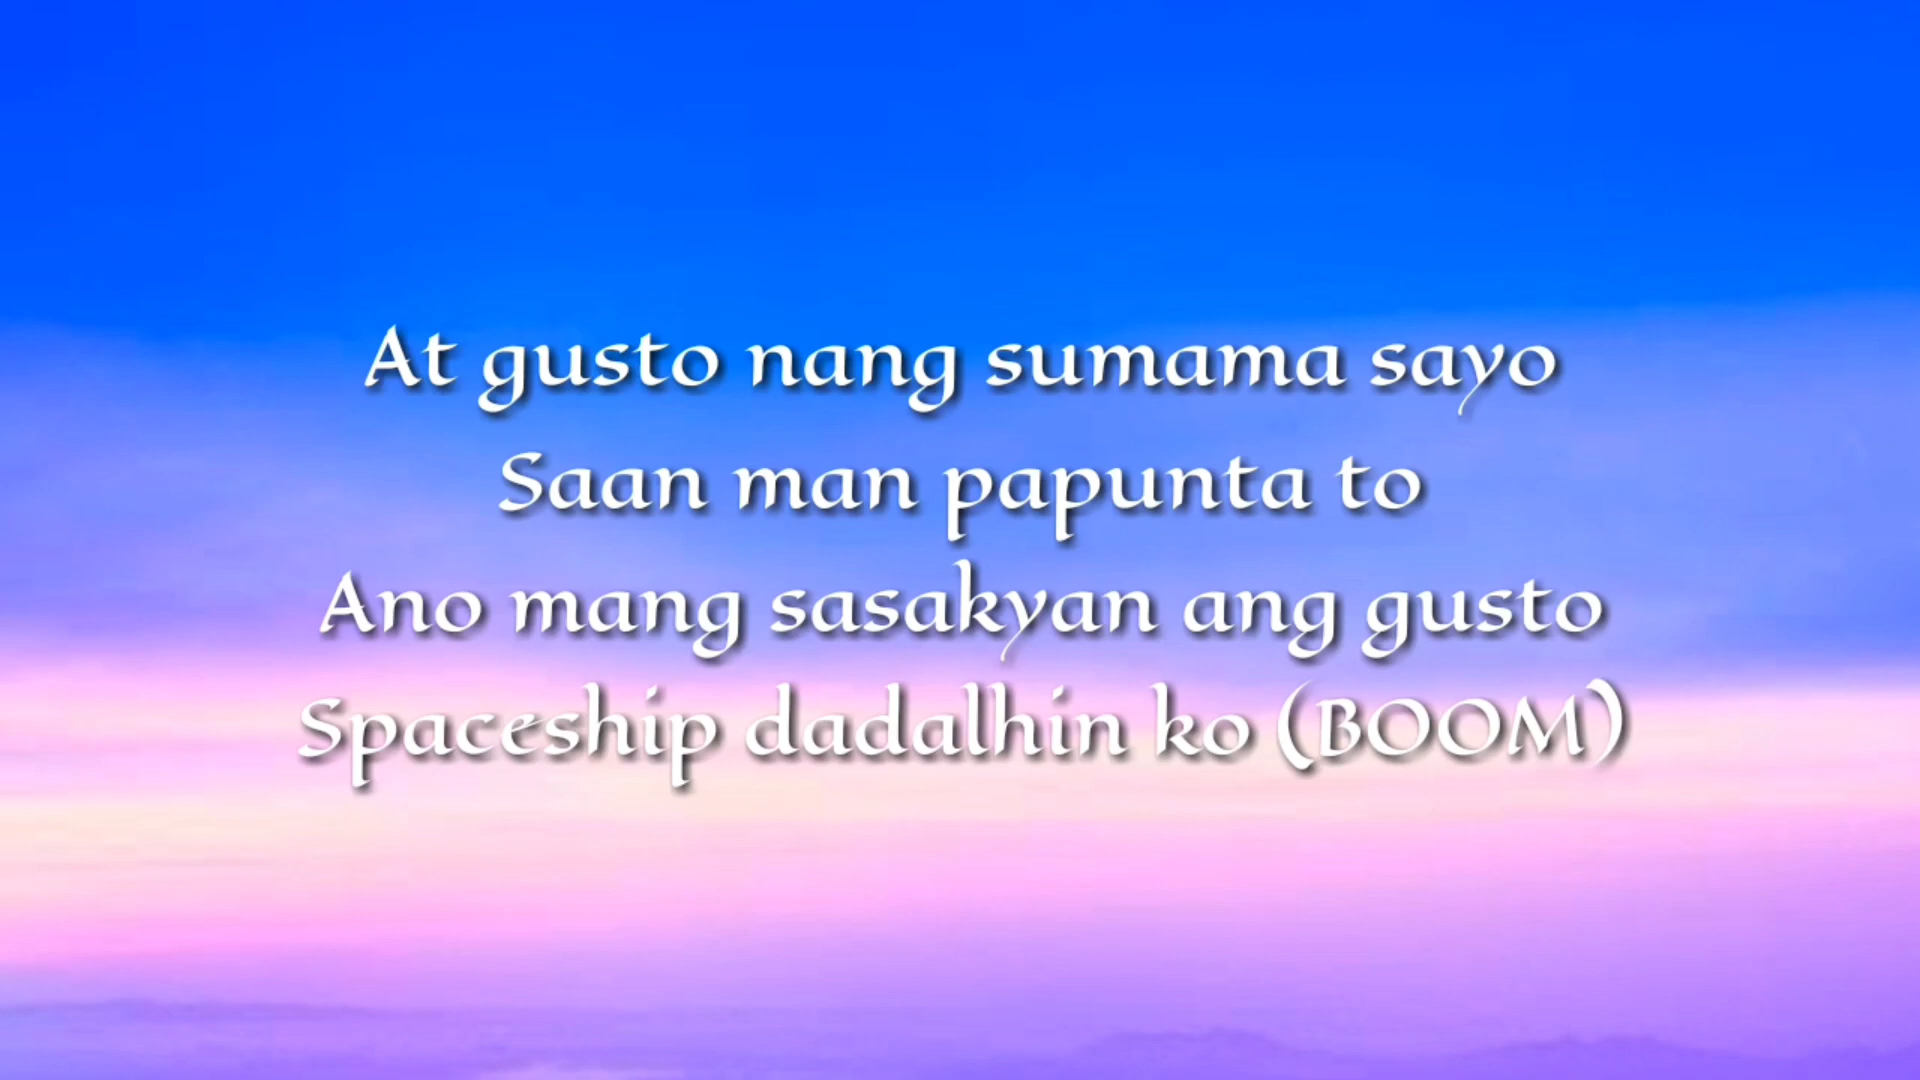 At gusto nang sumama sayo
Saan man papunta to
Ano mang sasakyan ang gusto
Spaceship dadalhin ko (BOOM)